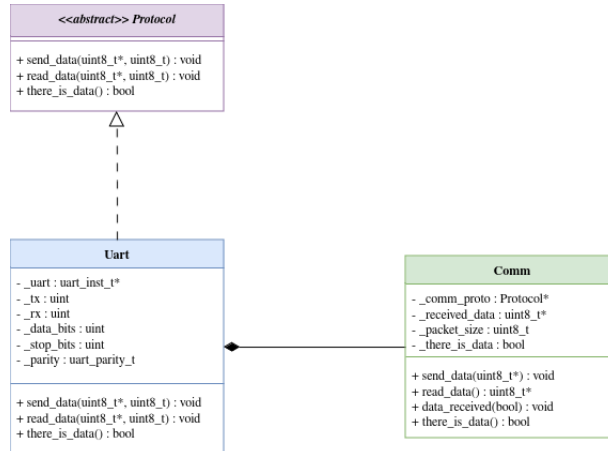 <<abstract>> Protocol
+ send_data(uint8_t*, uint8_t) : void
+ read_data(uint8_t*, uint8_t) : void
+ there_is_data() : bool
Uart
- _uart : uart_inst_t*
- _tx : uint
- _rx : uint
- _data_bits : uint
- _stop_bits : uint
- _parity : uart_parity_t
+ send_data(uint8_t*, uint8_t) : void
+ read_data(uint8_t*, uint8_t) : void
+ there_is_data() : bool
Comm
- _comm_proto : Protocol*
- _received_data : uint8_t*
- _packet_size : uint8_t
- _there_is_data : bool
+ send_data(uint8_t*) : void
+ read_data() : uint8_t*
+ data_received(bool) : void
+ there_is_data() : bool